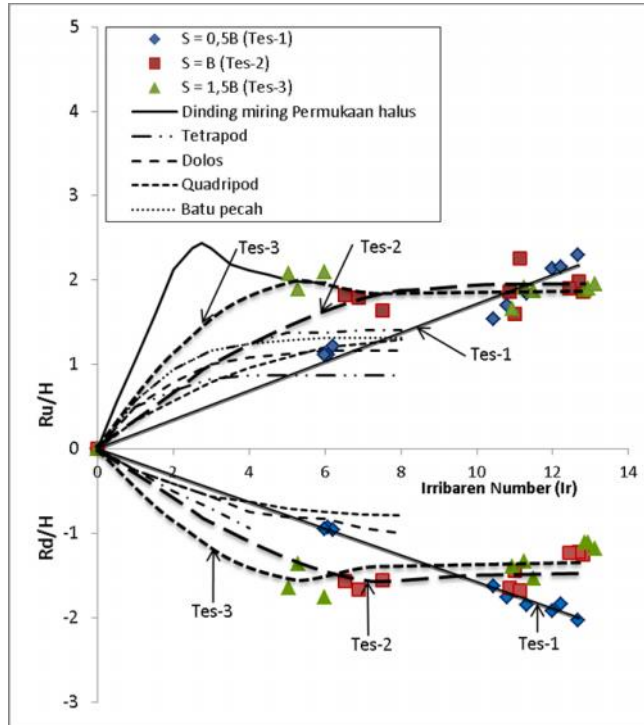 5
S = 0,5B (Tes-1)
S = B (Tes-2)
S = 1,5B (Tes-3)
Dinding miring Permukaan halus
Tetrapod
Dolos
Quadripod
Batu pecah
4
3
2
1
0
-1
-2
-3
Ru/H
Rd/H
Tes-3
Tes-2
Tes-1
0 2 4 6 8 10 12 14
Irribaren Number (Ir)
Tes-3
Tes-2
Tes-1